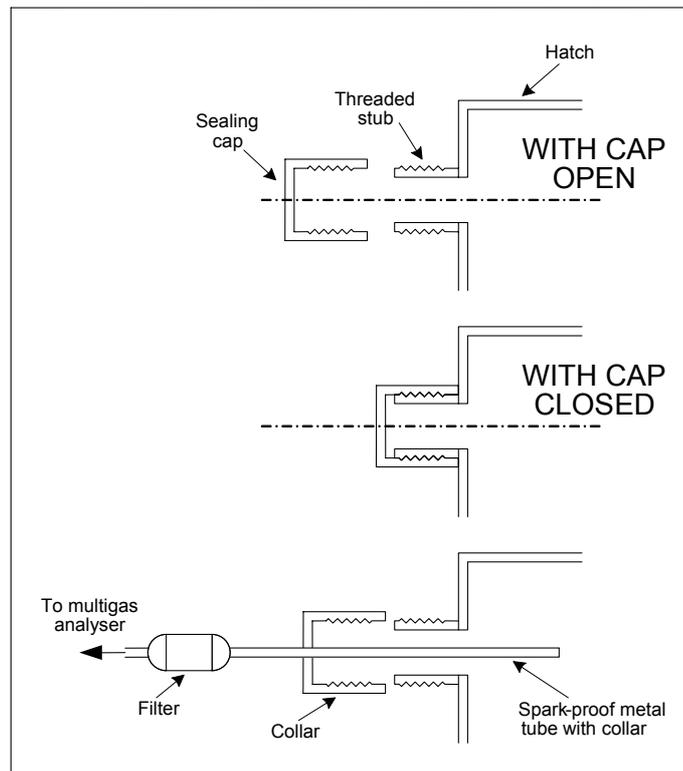 Hatch
Threaded
stub
Sealing
cap
WITH CAP
OPEN
WITH CAP
CLOSED
To multigas
analyser
Filter
Collar
Spark-proof metal
tube with collar